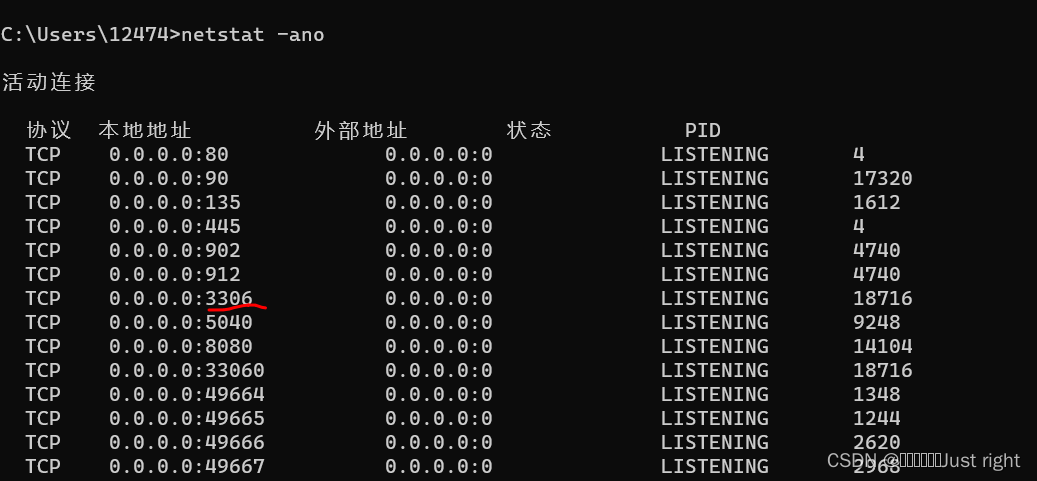 C:\Users\12474>netstat -ano
活动连接
协议 本地地址 外部地址 状态 PID
TCP 0.0.0.0:80 0.0.0.0:0 LISTENING 4
TCP 0.0.0.0:90 0.0.0.0:0 LISTENING 17320
TCP 0.0.0.0:135 0.0.0.0:0 LISTENING 1612
TCP 0.0.0.0:445 0.0.0.0:0 LISTENING 4
TCP 0.0.0.0:902 0.0.0.0:0 LISTENING 4740
TCP 0.0.0.0:912 0.0.0.0:0 LISTENING 4740
TCP 0.0.0.0:3306 0.0.0.0:0 LISTENING 18716
TCP 0.0.0.0:5040 0.0.0.0:0 LISTENING 9248
TCP 0.0.0.0:8080 0.0.0.0:0 LISTENING 14104
TCP 0.0.0.0:33060 0.0.0.0:0 LISTENING 18716
TCP 0.0.0.0:49664 0.0.0.0:0 LISTENING 1348
TCP 0.0.0.0:49665 0.0.0.0:0 LISTENING 1244
TCP 0.0.0.0:49666 0.0.0.0:0 LISTENING 2620
TCP 0.0.0.0:49667 0.0.0.0:0 LISTENING 2968
CSDN @Just right